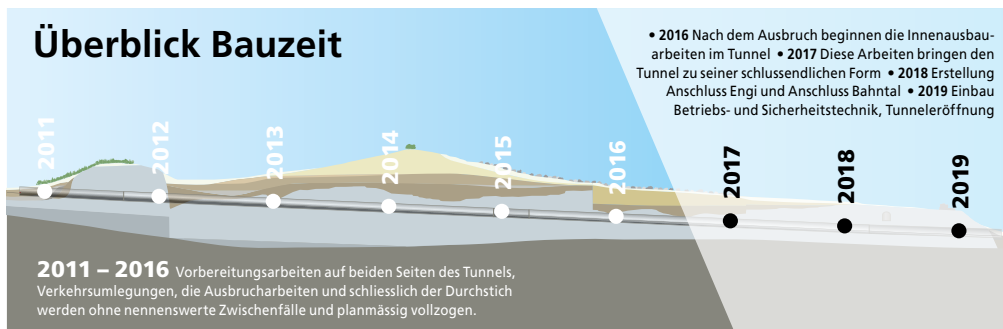 Überblick Bauzeit
• 2016 Nach dem Ausbruch beginnen die Innenausbau-
arbeiten im Tunnel • 2017 Diese Arbeiten bringen den
Tunnel zu seiner schlussendlichen Form • 2018 Erstellung
Anschluss Engi und Anschluss Bahntal • 2019 Einbau
Betriebs- und Sicherheitstechnik, Tunneleröffnung
2011
2012
2013
2014
2015
2016
2017
2018
2019
2011 – 2016 Vorbereitungsarbeiten auf beiden Seiten des Tunnels,
Verkehrsumlegungen, die Ausbrucharbeiten und schliesslich der Durchstich
werden ohne nennenswerte Zwischenfälle und planmässig vollzogen.